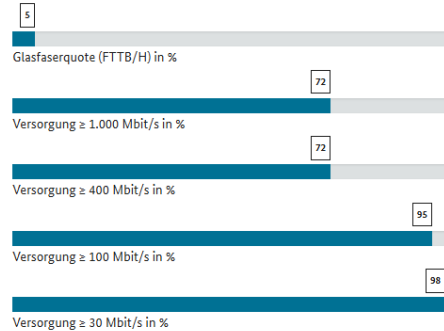 5
Glasfaserquote (FTTB/H) in %
72
Versorgung ≥ 1.000 Mbit/s in %
72
Versorgung ≥ 400 Mbit/s in %
95
Versorgung ≥ 100 Mbit/s in %
98
Versorgung ≥ 30 Mbit/s in %